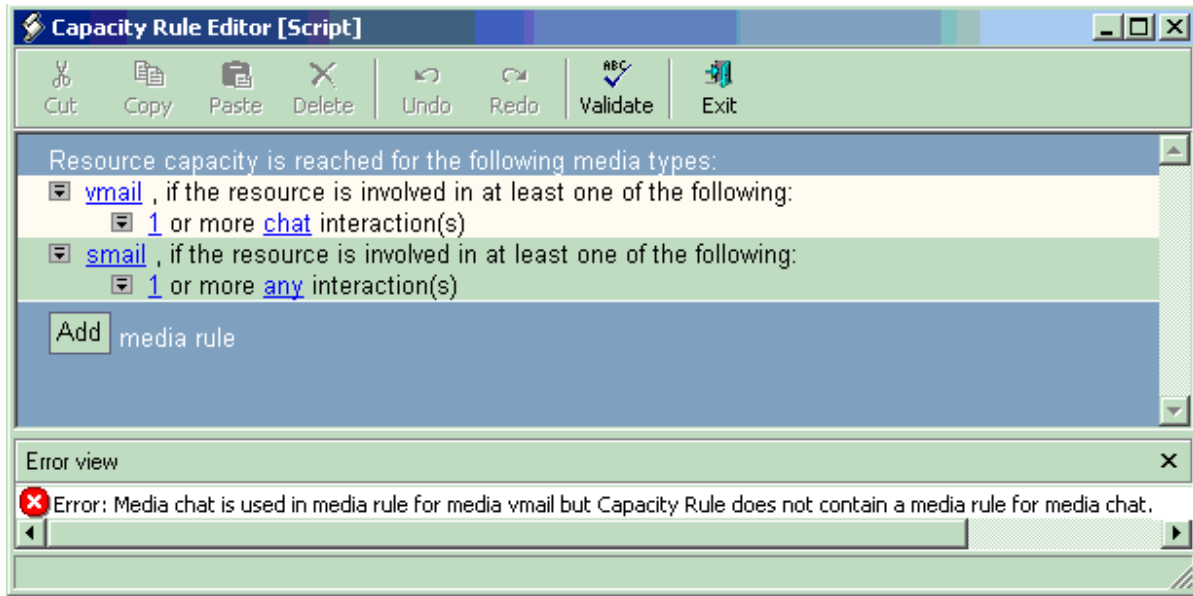 Capacity Rule Editor [Script]
Cut Copy Paste Delete Undo Redo ABC Validate Exit
Resource capacity is reached for the following media types:
vmail , if the resource is involved in at least one of the following:
1 or more chat interaction(s)
smail , if the resource is involved in at least one of the following:
1 or more any interaction(s)
Add media rule
Error view
Error: Media chat is used in media rule for media vmail but Capacity Rule does not contain a media rule for media chat.